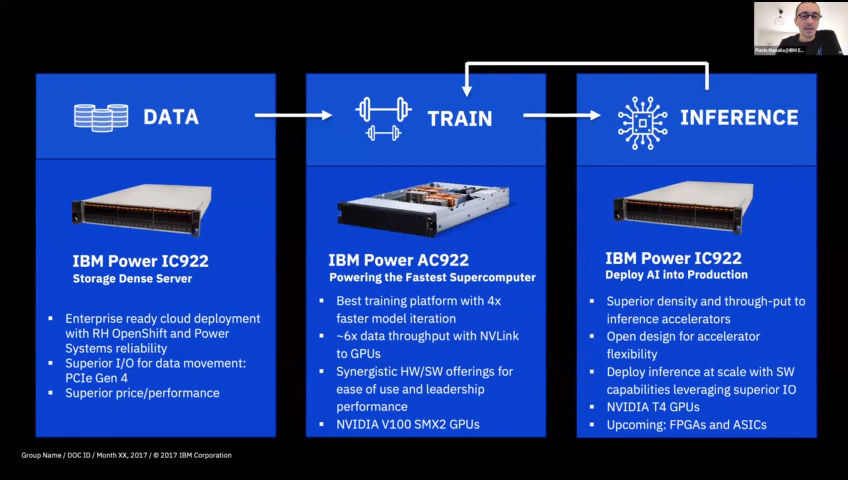 DATA
TRAIN
INFERENCE
IBM Power IC922
Storage Dense Server
▪ Enterprise ready cloud deployment
with RH OpenShift and Power
Systems reliability
▪ Superior I/O for data movement:
PCIe Gen 4
▪ Superior price/performance
IBM Power AC922
Powering the Fastest Supercomputer
▪ Best training platform with 4x
faster model iteration
▪ ~6x data throughput with NVLink
to GPUs
▪ Synergistic HW/SW offerings for
ease of use and leadership
performance
▪ NVIDIA V100 SMX2 GPUs
IBM Power IC922
Deploy AI into Production
▪ Superior density and through-put to
inference accelerators
▪ Open design for accelerator
flexibility
▪ Deploy inference at scale with SW
capabilities leveraging superior IO
▪ NVIDIA T4 GPUs
▪ Upcoming: FPGAs and ASICs
Group Name / DOC ID / Month XX, 2017 / © 2017 IBM Corporation